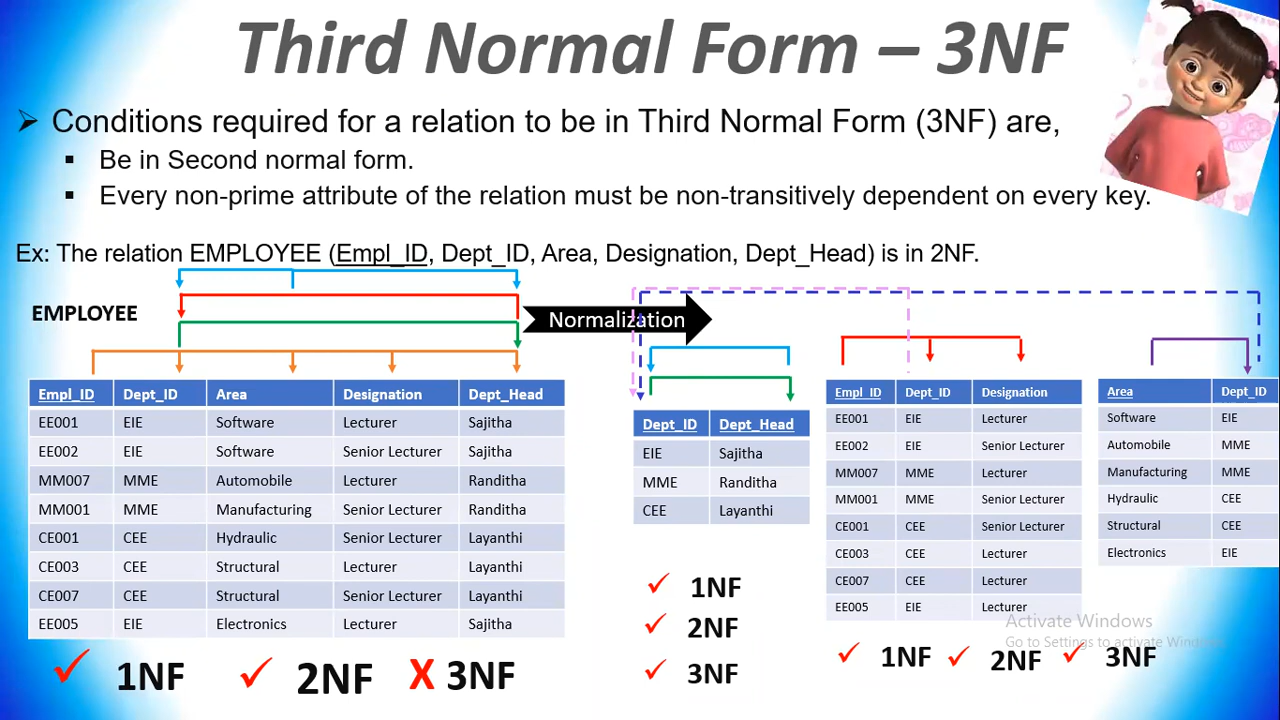 Third Normal Form – 3NF
➢ Conditions required for a relation to be in Third Normal Form (3NF) are,
▪ Be in Second normal form.
▪ Every non-prime attribute of the relation must be non-transitively dependent on every key.
Ex: The relation EMPLOYEE (Empl_ID, Dept_ID, Area, Designation, Dept_Head) is in 2NF.
EMPLOYEE
Normalization
Empl_ID Dept_ID Area Designation Dept_Head
EE001 EIE Software Lecturer Sajitha
EE002 EIE Software Senior Lecturer Sajitha
MM007 MME Automobile Lecturer Randitha
MM001 MME Manufacturing Senior Lecturer Randitha
CE001 CEE Hydraulic Senior Lecturer Layanthi
CE003 CEE Structural Lecturer Layanthi
CE007 CEE Structural Senior Lecturer Layanthi
EE005 EIE Electronics Lecturer Sajitha
✓ 1NF ✓ 2NF X 3NF
Dept_ID Dept_Head
EIE Sajitha
MME Randitha
CEE Layanthi
✓ 1NF
✓ 2NF
✓ 3NF
Empl_ID Dept_ID Designation
EE001 EIE Lecturer
EE002 EIE Senior Lecturer
MM007 MME Lecturer
MM001 MME Senior Lecturer
CE001 CEE Senior Lecturer
CE003 CEE Lecturer
CE007 CEE Lecturer
EE005 EIE Lecturer
Area Dept_ID
Software EIE
Automobile MME
Manufacturing MME
Hydraulic CEE
Structural CEE
Electronics EIE
Activate Windows
Go to Settings to activate Windows.
✓ 1NF ✓ 2NF ✓ 3NF